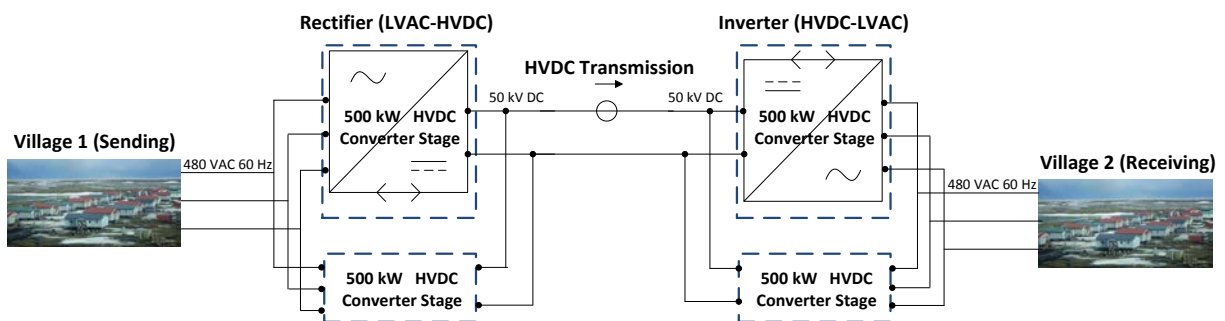 Rectifier (LVAC-HVDC)
Inverter (HVDC-LVAC)
HVDC Transmission
50 kV DC
50 kV DC
500 kW HVDC
Converter Stage
500 kW HVDC
Converter Stage
Village 1 (Sending)
480 VAC 60 Hz
Village 2 (Receiving)
480 VAC 60 Hz
500 kW HVDC
Converter Stage
500 kW HVDC
Converter Stage